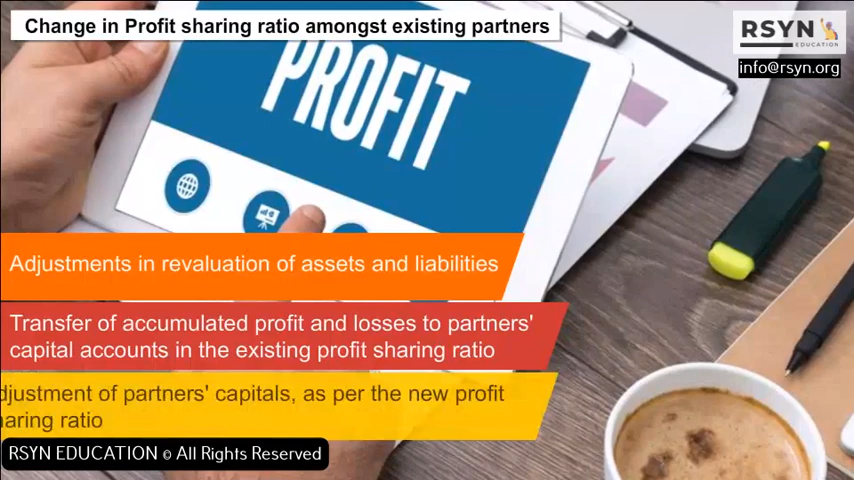 Change in Profit sharing ratio amongst existing partners
RSYN
EDUCATION
info@rsyn.org
PROFIT
Adjustments in revaluation of assets and liabilities
Transfer of accumulated profit and losses to partners'
capital accounts in the existing profit sharing ratio
djustment of partners' capitals, as per the new profit
haring ratio
RSYN EDUCATION © All Rights Reserved